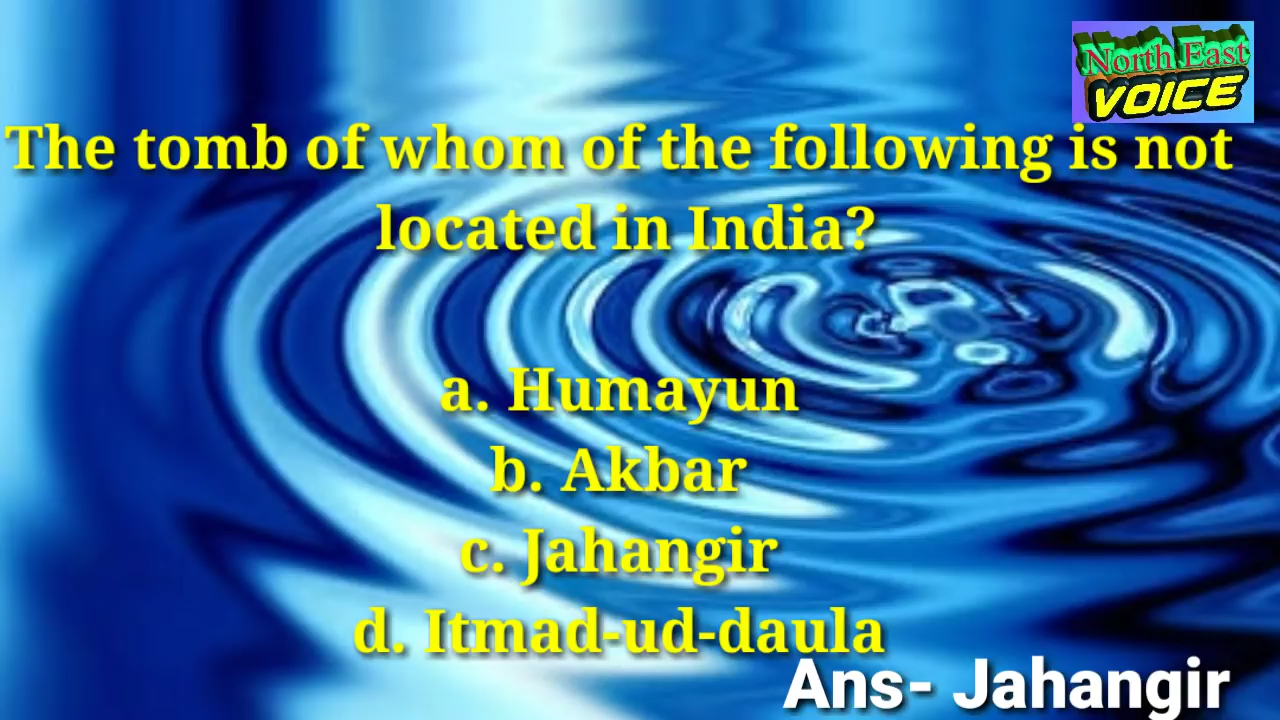 North East
VOICE
The tomb of whom of the following is not
located in India?
a. Humayun
b. Akbar
c. Jahangir
d. Itmad-ud-daula
Ans- Jahangir